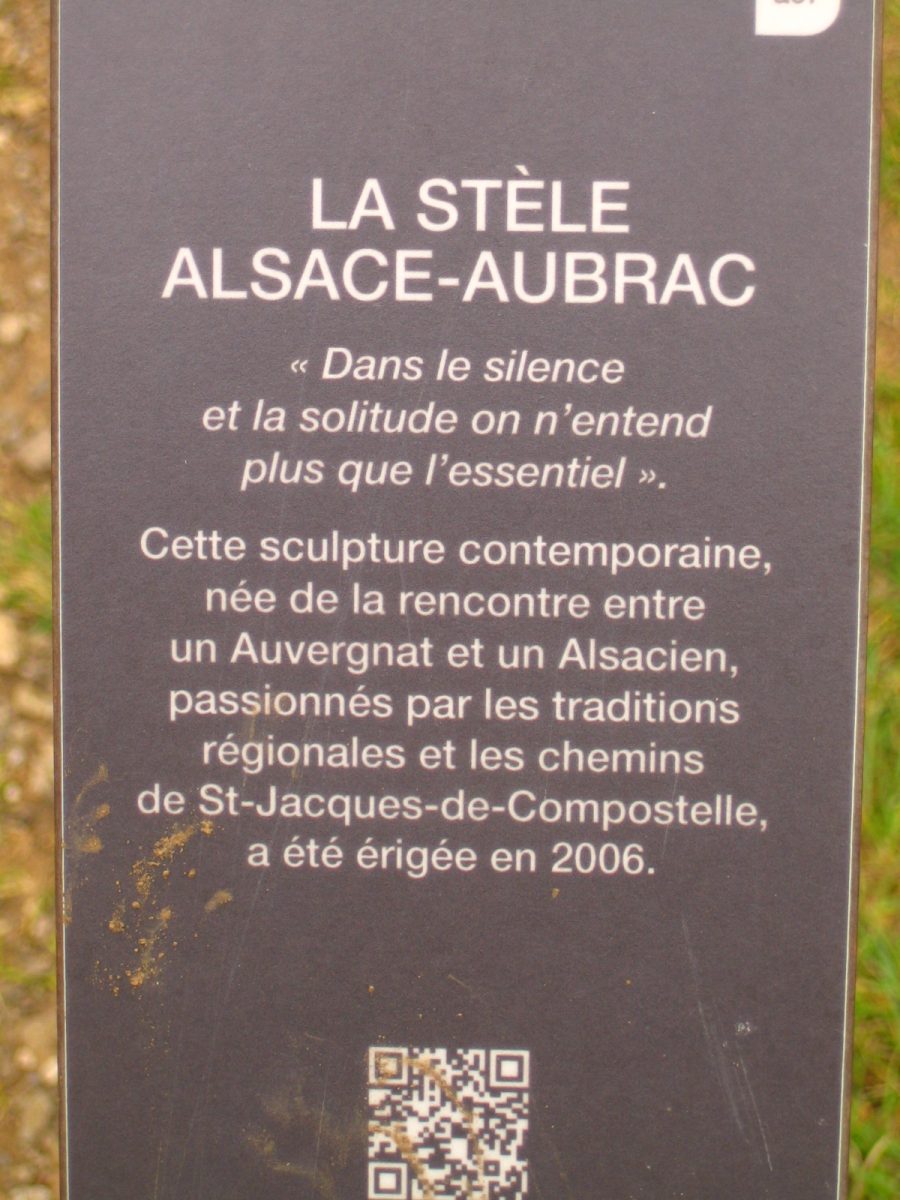 LA STÈLE
ALSACE-AUBRAC
« Dans le silence
et la solitude on n’entend
plus que l’essentiel ».
Cette sculpture contemporaine,
née de la rencontre entre
un Auvergnat et un Alsacien,
passionnés par les traditions
régionales et les chemins
de St-Jacques-de-Compostelle,
a été érigée en 2006.